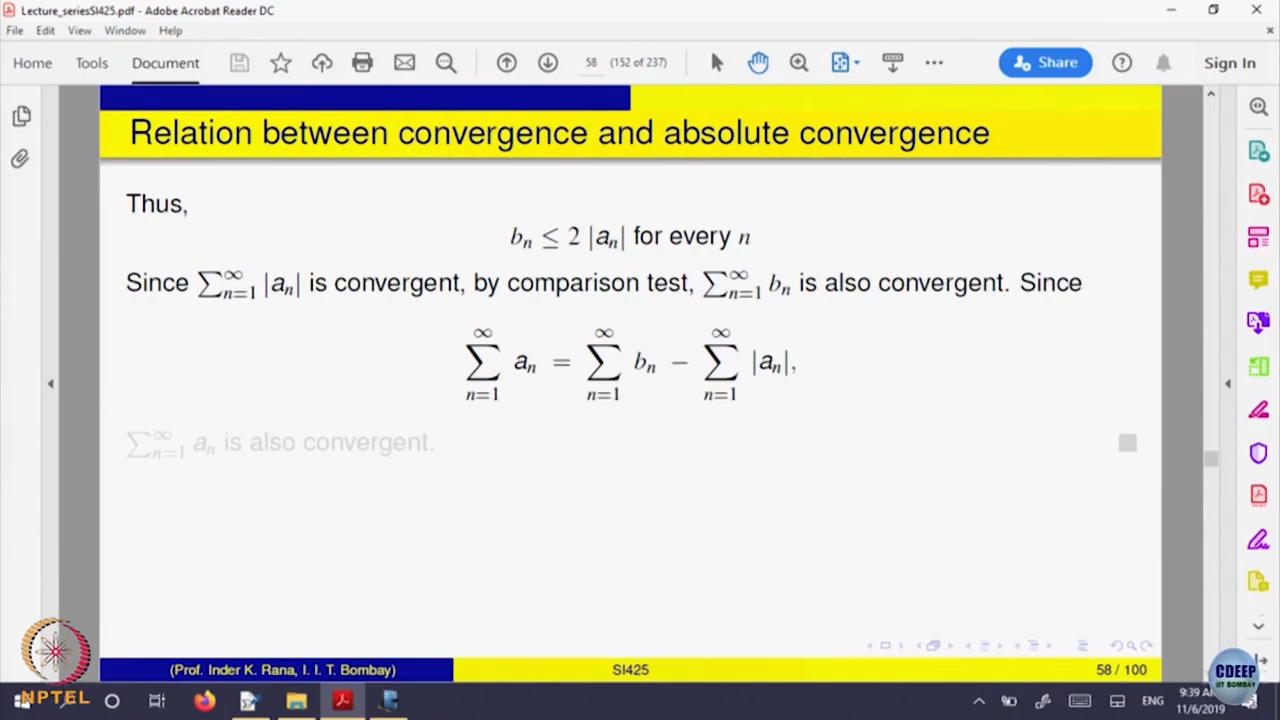 Lecture_seriesSI425.pdf - Adobe Acrobat Reader DC
File Edit View Window Help
Home Tools Document 58 (152 of 237) Share Sign In
Relation between convergence and absolute convergence
Thus,
bₙ ≤ 2 |aₙ| for every n
Since ∑ₙ₌₁^∞ |aₙ| is convergent, by comparison test, ∑ₙ₌₁^∞ bₙ is also convergent. Since
∑ₙ₌₁^∞ aₙ = ∑ₙ₌₁^∞ bₙ − ∑ₙ₌₁^∞ |aₙ|,
∑ₙ₌₁^∞ aₙ is also convergent.
(Prof. Inder K. Rana, I. I. T. Bombay) SI425 58 / 100
NPTEL
CDEEP
IIT BOMBAY
ENG
9:39
11/6/2019